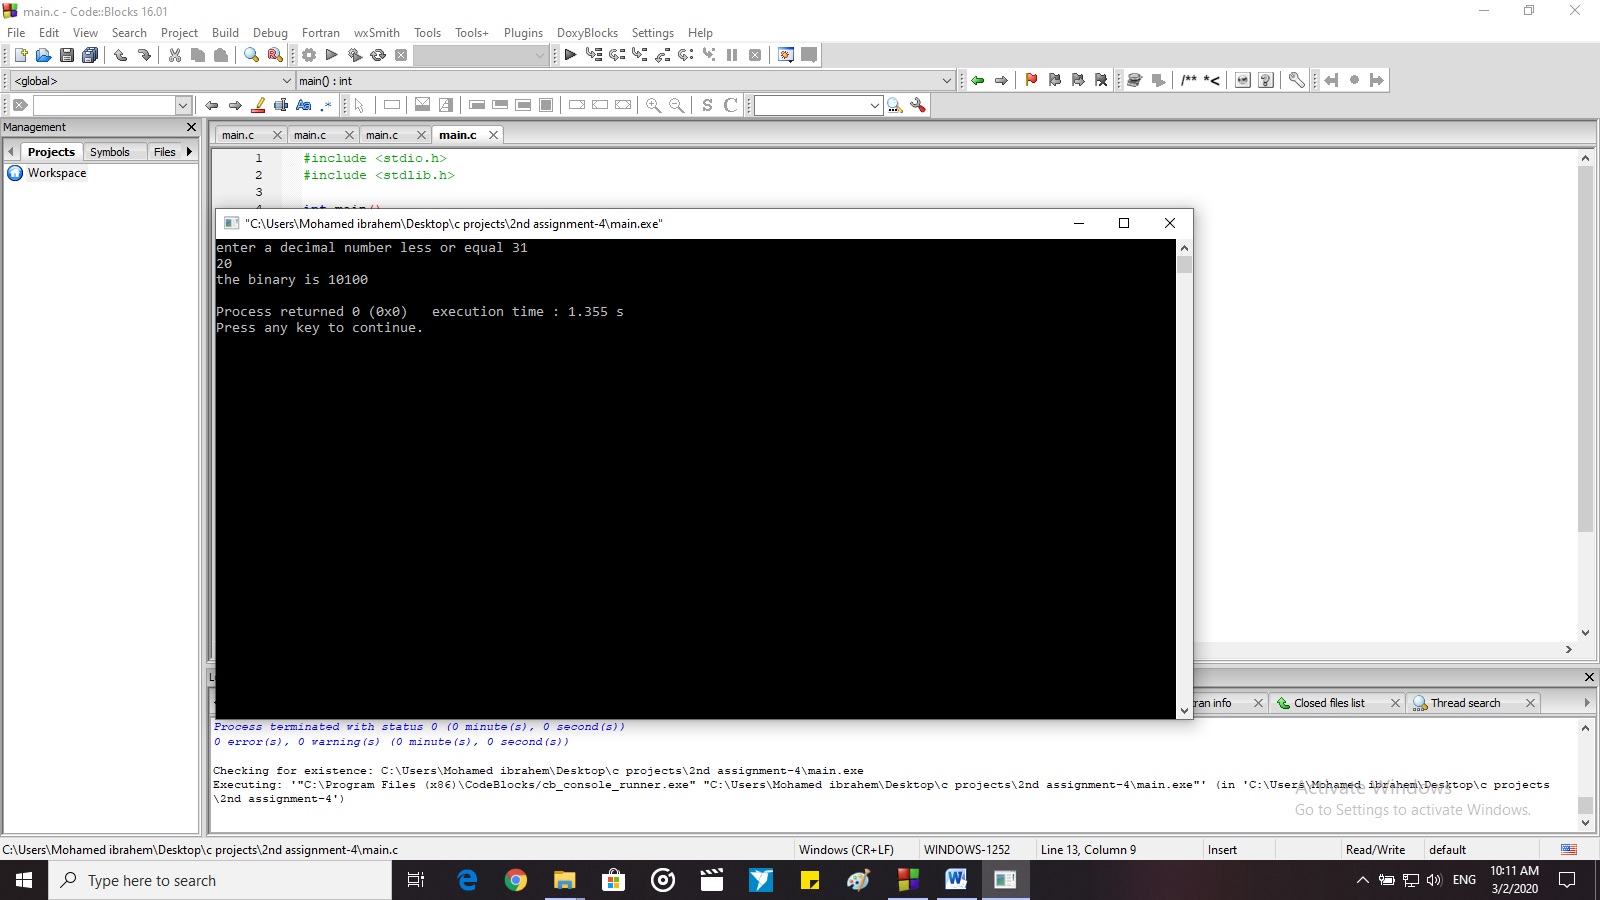 main.c - Code::Blocks 16.01
File Edit View Search Project Build Debug Fortran wxSmith Tools Tools+ Plugins DoxyBlocks Settings Help
<global> main() : int
/** *<
Aa .* S C
Management
main.c main.c main.c main.c
Projects Symbols Files
Workspace
1 #include <stdio.h>
2 #include <stdlib.h>
3
4 int main()
"C:\Users\Mohamed ibrahem\Desktop\c projects\2nd assignment-4\main.exe"
enter a decimal number less or equal 31
20
the binary is 10100
Process returned 0 (0x0) execution time : 1.355 s
Press any key to continue.
info Closed files list Thread search
Process terminated with status 0 (0 minute(s), 0 second(s))
0 error(s), 0 warning(s) (0 minute(s), 0 second(s))
Checking for existence: C:\Users\Mohamed ibrahem\Desktop\c projects\2nd assignment-4\main.exe
Executing: '"C:\Program Files (x86)\CodeBlocks/cb_console_runner.exe" "C:\Users\Mohamed ibrahem\Desktop\c projects\2nd assignment-4\main.exe"' (in 'C:\Users\Mohamed ibrahem\Desktop\c projects
\2nd assignment-4')
Activate Windows
Go to Settings to activate Windows.
C:\Users\Mohamed ibrahem\Desktop\c projects\2nd assignment-4\main.c Windows (CR+LF) WINDOWS-1252 Line 13, Column 9 Insert Read/Write default
Type here to search
ENG
10:11 AM
3/2/2020